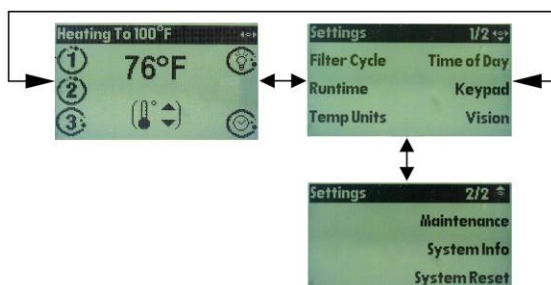 Heating To 100°F
1
76°F
2
3
Settings 1/2
Filter Cycle Time of Day
Runtime Keypad
Temp Units Vision
Settings 2/2
Maintenance
System Info
System Reset